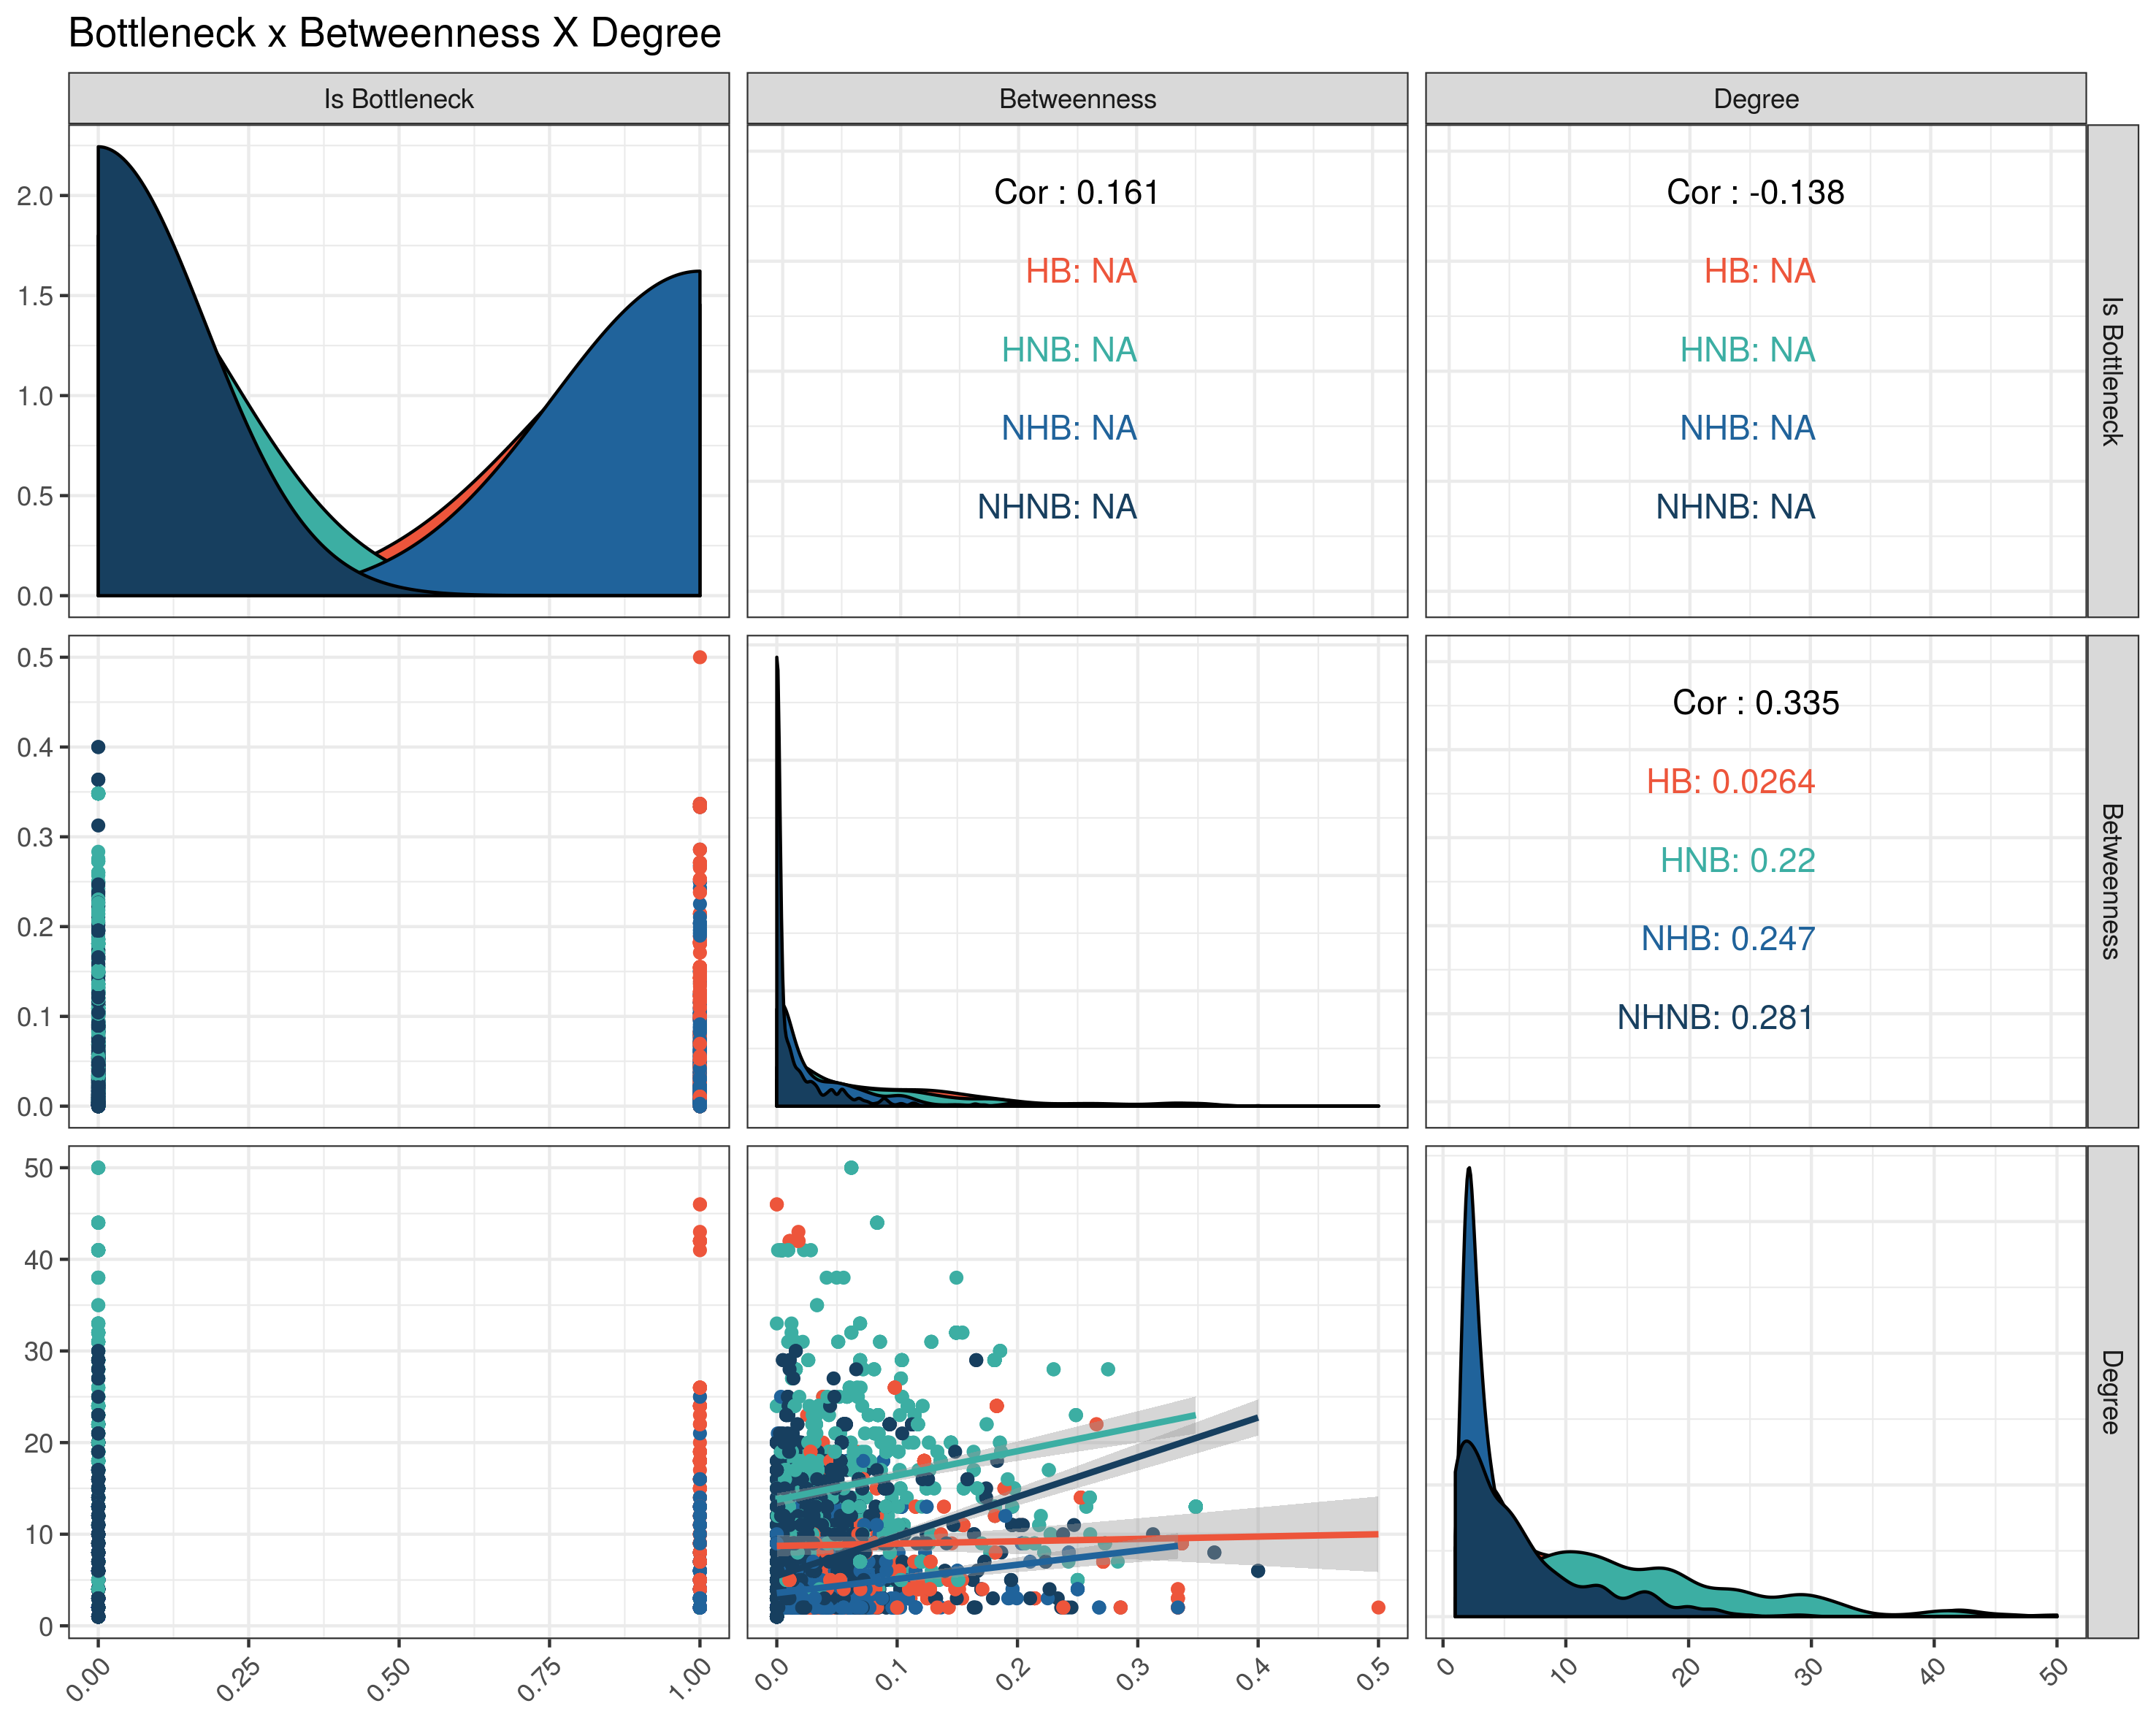 Bottleneck x Betweenness X Degree
Is Bottleneck
Betweenness
Degree
2.0
1.5
1.0
0.5
0.0
Cor : 0.161
HB: NA
HNB: NA
NHB: NA
NHNB: NA
Cor : -0.138
HB: NA
HNB: NA
NHB: NA
NHNB: NA
Is Bottleneck
0.5
0.4
0.3
0.2
0.1
0.0
Cor : 0.335
HB: 0.0264
HNB: 0.22
NHB: 0.247
NHNB: 0.281
Betweenness
50
40
30
20
10
0
Degree
0.00
0.25
0.50
0.75
1.00
0.0
0.1
0.2
0.3
0.4
0.5
0
10
20
30
40
50